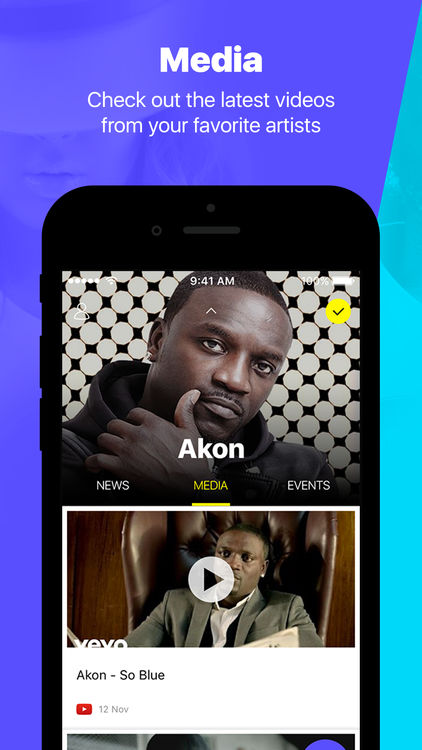 Media
Check out the latest videos
from your favorite artists
9:41 AM
100%
Akon
NEWS
MEDIA
EVENTS
vevo
Akon - So Blue
12 Nov